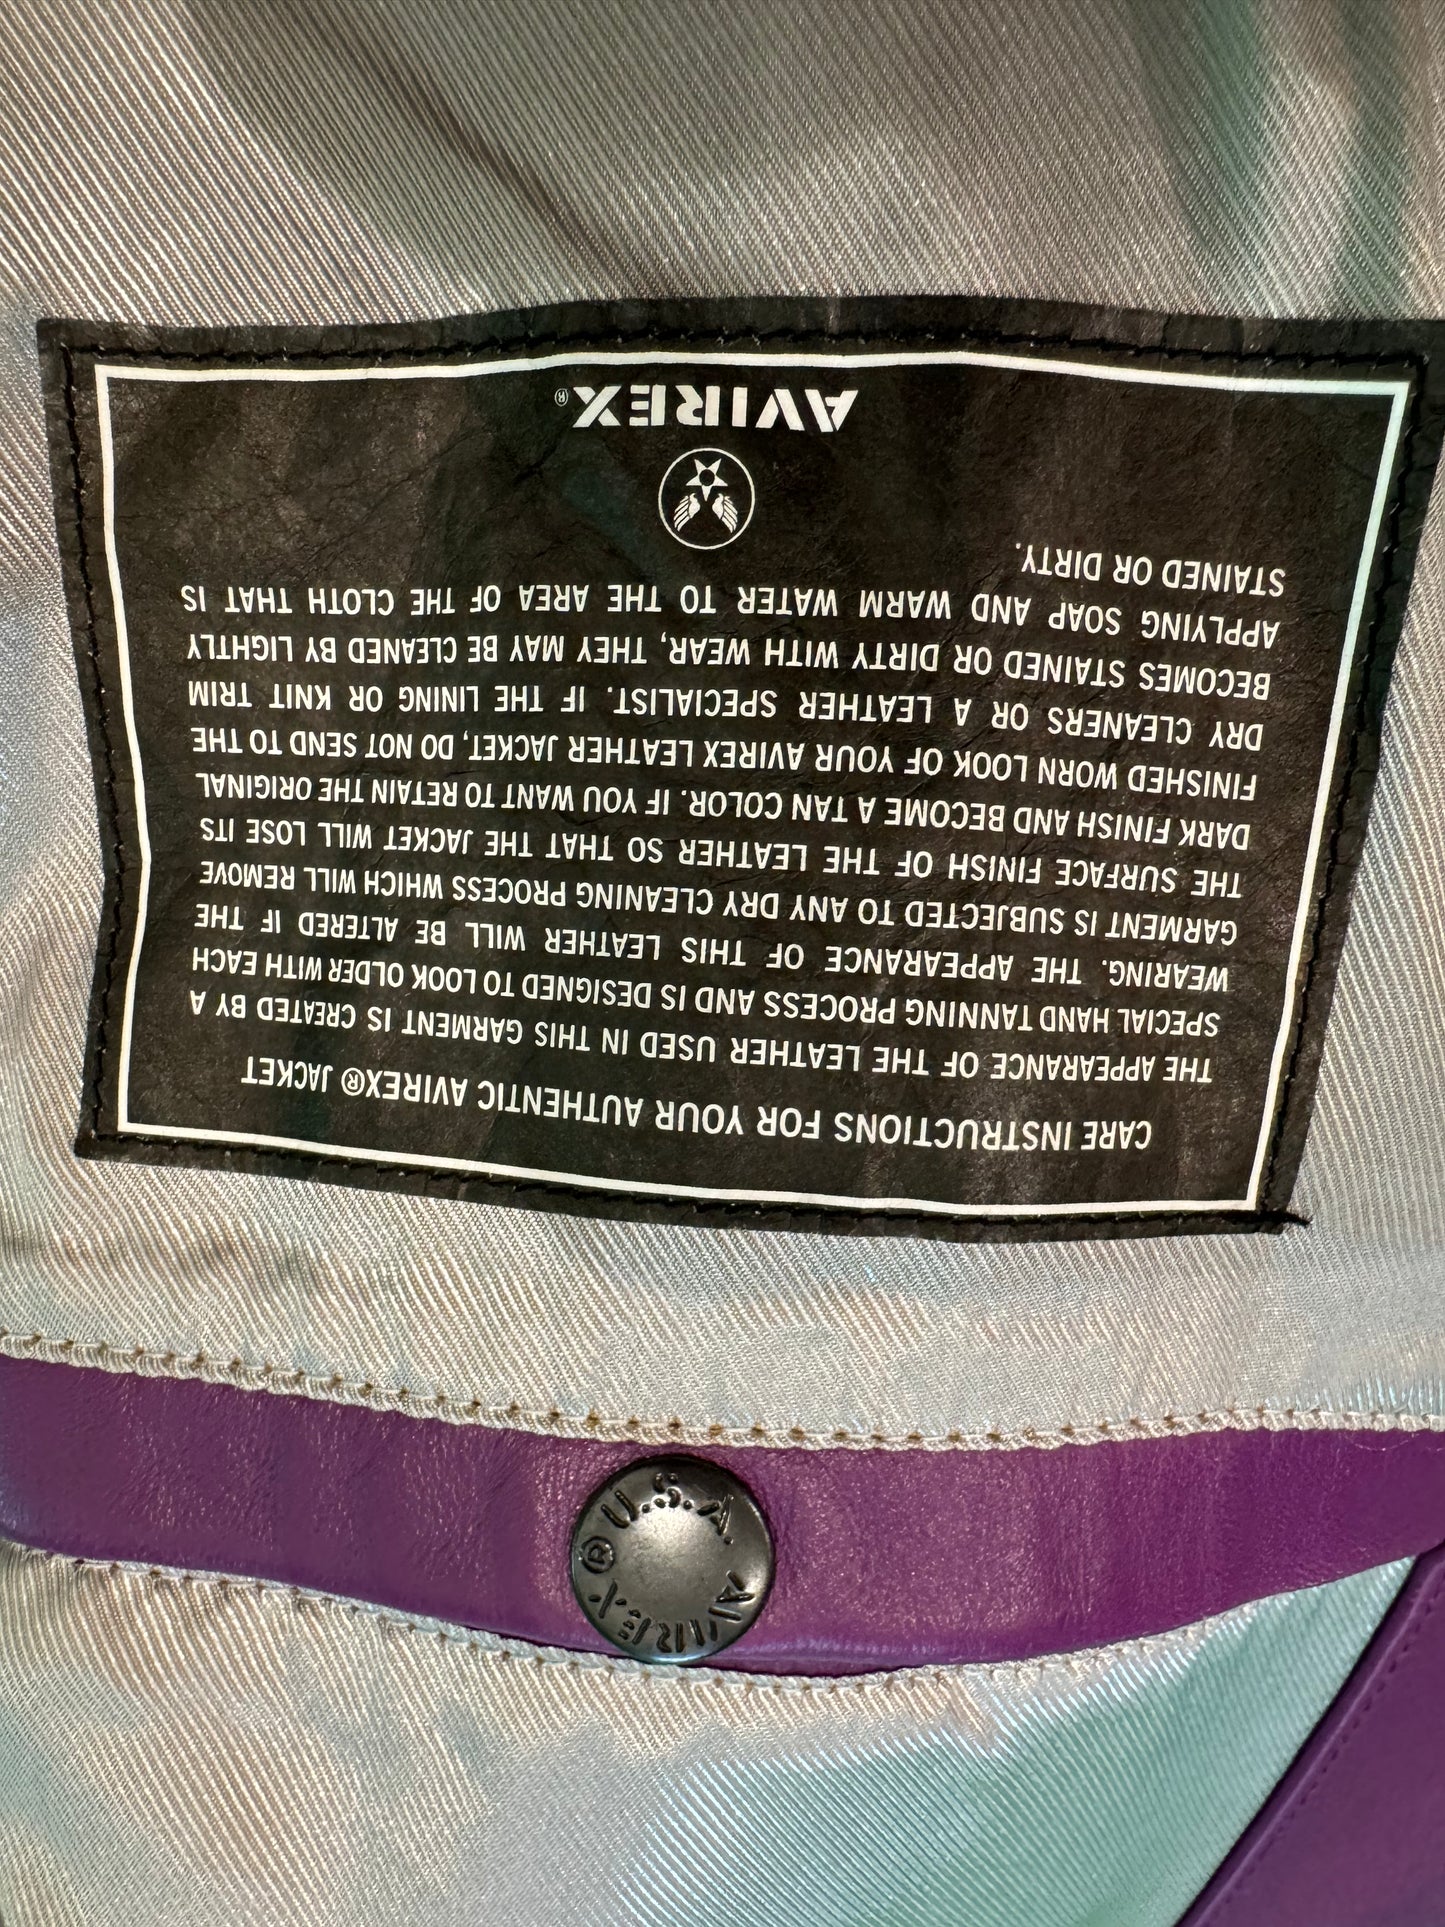 CARE INSTRUCTIONS FOR YOUR AUTHENTIC AVIREX® JACKET
THE APPEARANCE OF THE LEATHER USED IN THIS GARMENT IS CREATED BY A
SPECIAL HAND TANNING PROCESS AND IS DESIGNED TO LOOK OLDER WITH EACH
WEARING. THE APPEARANCE OF THIS LEATHER WILL BE ALTERED IF THE
GARMENT IS SUBJECTED TO ANY DRY CLEANING PROCESS WHICH WILL REMOVE
THE SURFACE FINISH OF THE LEATHER SO THAT THE JACKET WILL LOSE ITS
DARK FINISH AND BECOME A TAN COLOR. IF YOU WANT TO RETAIN THE ORIGINAL
FINISHED WORN LOOK OF YOUR AVIREX LEATHER JACKET, DO NOT SEND TO THE
DRY CLEANERS OR A LEATHER SPECIALIST. IF THE LINING OR KNIT TRIM
BECOMES STAINED OR DIRTY WITH WEAR, THEY MAY BE CLEANED BY LIGHTLY
APPLYING SOAP AND WARM WATER TO THE AREA OF THE CLOTH THAT IS
STAINED OR DIRTY.
AVIREX®
AVIREX® U.S.A.